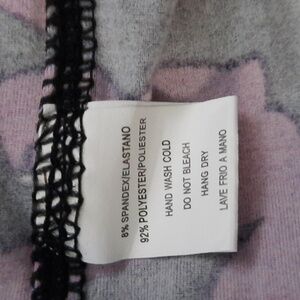 8% SPANDEX/ELASTANO
92% POLYESTER/POLIESTER
HAND WASH COLD
DO NOT BLEACH
HANG DRY
LAVE FRIO A MANO